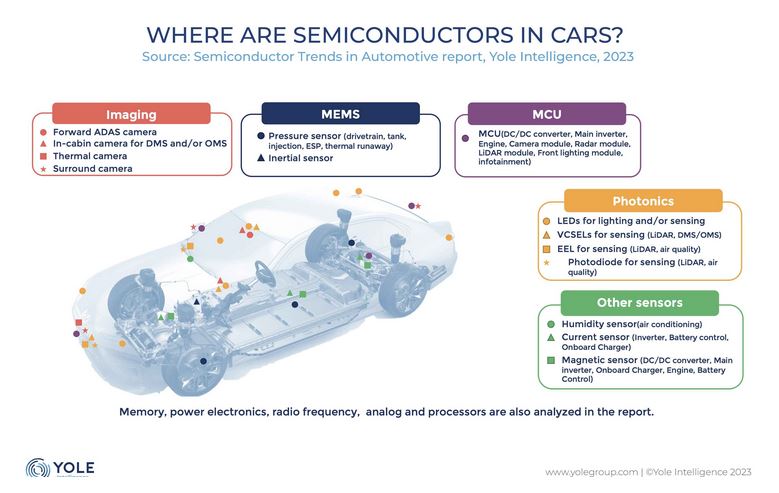 WHERE ARE SEMICONDUCTORS IN CARS?
Source: Semiconductor Trends in Automotive report, Yole Intelligence, 2023
Imaging
Forward ADAS camera
In-cabin camera for DMS and/or OMS
Thermal camera
Surround camera
MEMS
Pressure sensor (drivetrain, tank,
injection, ESP, thermal runaway)
Inertial sensor
MCU
MCU(DC/DC converter, Main inverter,
Engine, Camera module, Radar module,
LiDAR module, Front lighting module,
infotainment)
Photonics
LEDs for lighting and/or sensing
VCSELs for sensing (LiDAR, DMS/OMS)
EEL for sensing (LiDAR, air quality)
Photodiode for sensing (LiDAR, air
quality)
Other sensors
Humidity sensor(air conditioning)
Current sensor (Inverter, Battery control,
Onboard Charger)
Magnetic sensor (DC/DC converter, Main
inverter, Onboard Charger, Engine, Battery
Control)
Memory, power electronics, radio frequency, analog and processors are also analyzed in the report.
YOLE
www.yolegroup.com | ©Yole Intelligence 2023